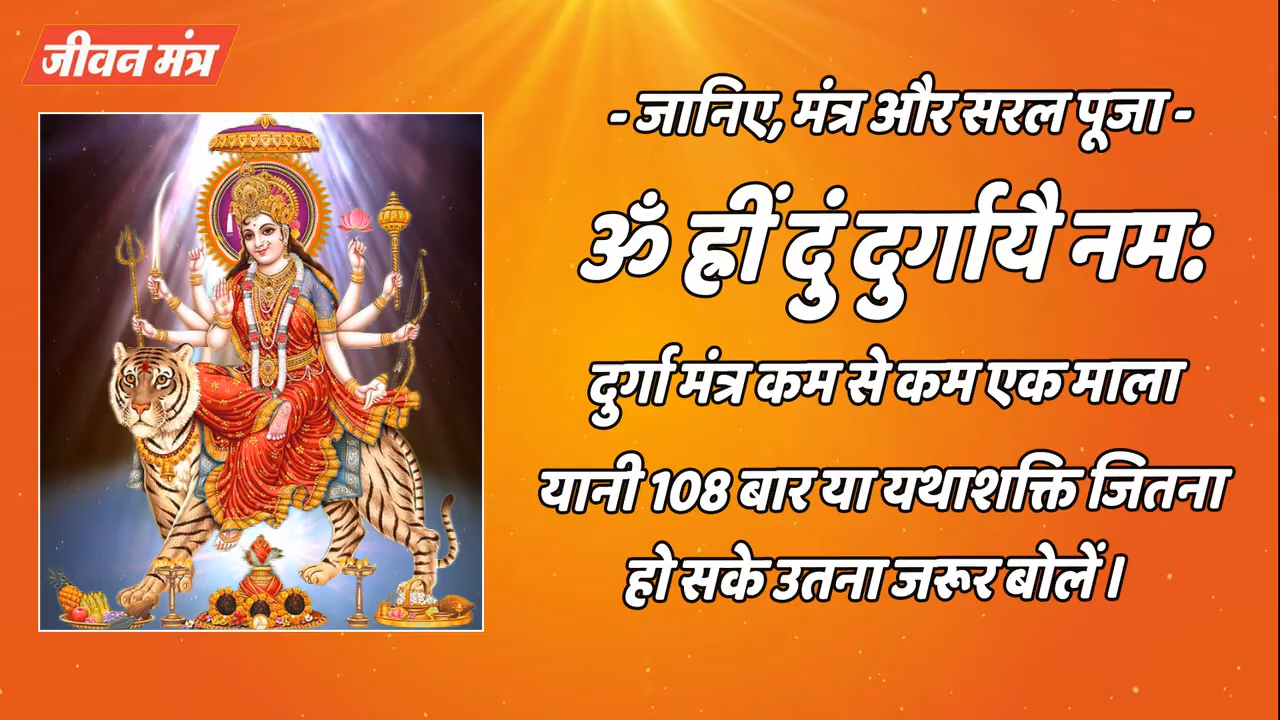 जीवन मंत्र
- जानिए, मंत्र और सरल पूजा -
ॐ ह्रीं दुं दुर्गायै नम:
दुर्गा मंत्र कम से कम एक माला
यानी 108 बार या यथाशक्ति जितना
हो सके उतना जरूर बोलें।